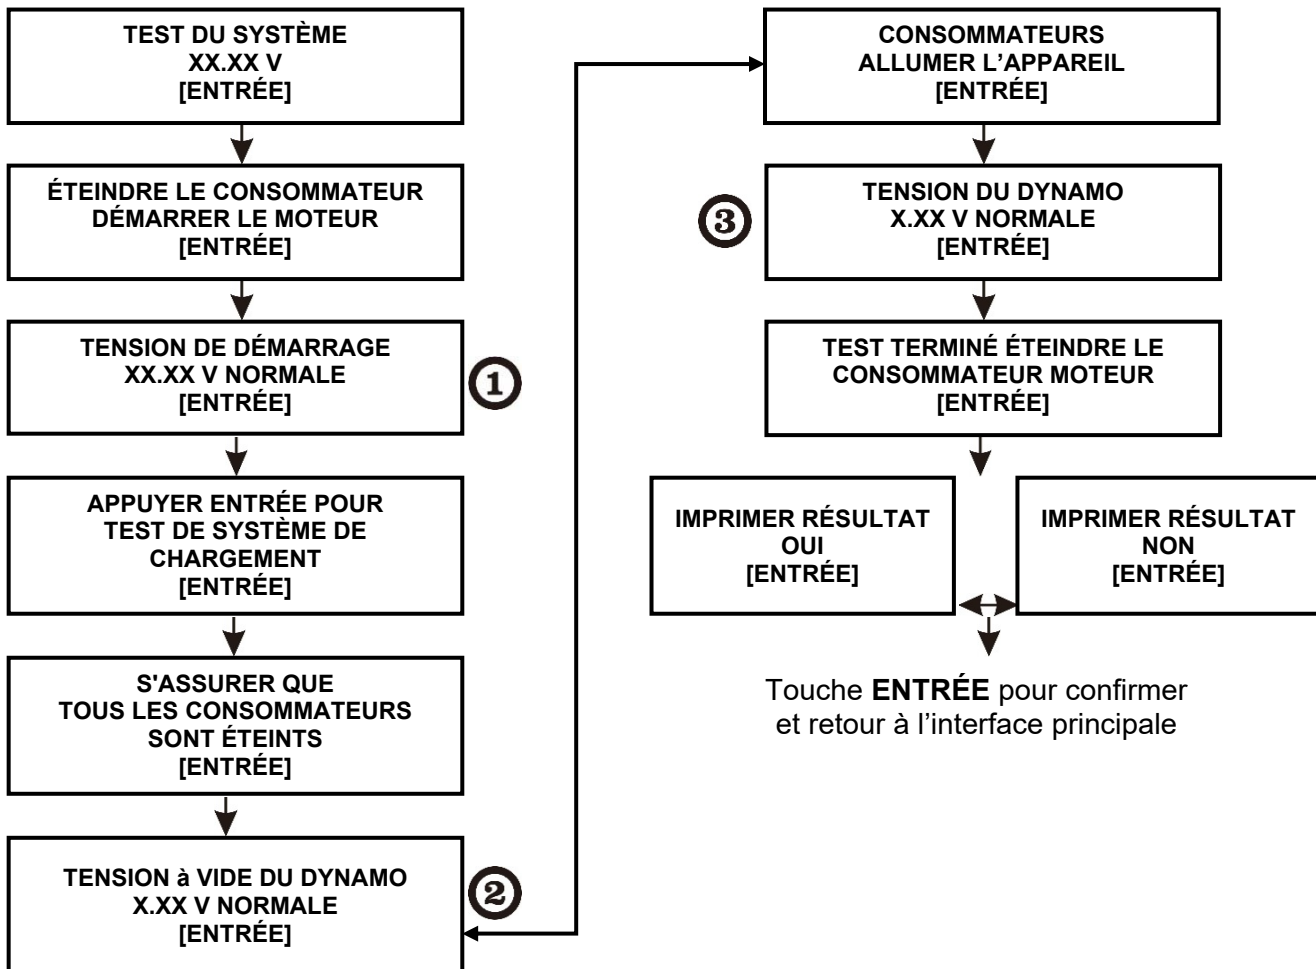 TEST DU SYSTÈME
XX.XX V
[ENTRÉE]
ÉTEINDRE LE CONSOMMATEUR
DÉMARRER LE MOTEUR
[ENTRÉE]
TENSION DE DÉMARRAGE
XX.XX V NORMALE
[ENTRÉE]
1
APPUYER ENTRÉE POUR
TEST DE SYSTÈME DE
CHARGEMENT
[ENTRÉE]
S'ASSURER QUE
TOUS LES CONSOMMATEURS
SONT ÉTEINTS
[ENTRÉE]
TENSION à VIDE DU DYNAMO
X.XX V NORMALE
[ENTRÉE]
2
CONSOMMATEURS
ALLUMER L’APPAREIL
[ENTRÉE]
3
TENSION DU DYNAMO
X.XX V NORMALE
[ENTRÉE]
TEST TERMINÉ ÉTEINDRE LE
CONSOMMATEUR MOTEUR
[ENTRÉE]
IMPRIMER RÉSULTAT
OUI
[ENTRÉE]
IMPRIMER RÉSULTAT
NON
[ENTRÉE]
Touche ENTRÉE pour confirmer
et retour à l’interface principale